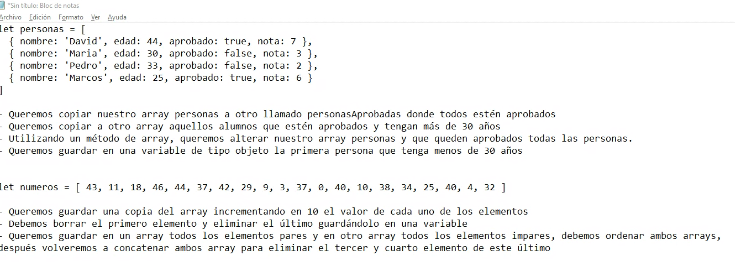 *Sin título: Bloc de notas
Archivo Edición Formato Ver Ayuda
let personas = [
{ nombre: 'David', edad: 44, aprobado: true, nota: 7 },
{ nombre: 'Maria', edad: 30, aprobado: false, nota: 3 },
{ nombre: 'Pedro', edad: 33, aprobado: false, nota: 2 },
{ nombre: 'Marcos', edad: 25, aprobado: true, nota: 6 }
]
- Queremos copiar nuestro array personas a otro llamado personasAprobadas donde todos estén aprobados
- Queremos copiar a otro array aquellos alumnos que estén aprobados y tengan más de 30 años
- Utilizando un método de array, queremos alterar nuestro array personas y que queden aprobados todas las personas.
- Queremos guardar en una variable de tipo objeto la primera persona que tenga menos de 30 años
let numeros = [ 43, 11, 18, 46, 44, 37, 42, 29, 9, 3, 37, 0, 40, 10, 38, 34, 25, 40, 4, 32 ]
- Queremos guardar una copia del array incrementando en 10 el valor de cada uno de los elementos
- Debemos borrar el primero elemento y eliminar el último guardándolo en una variable
- Queremos guardar en un array todos los elementos pares y en otro array todos los elementos impares, debemos ordenar ambos arrays,
después volveremos a concatenar ambos array para eliminar el tercer y cuarto elemento de este último